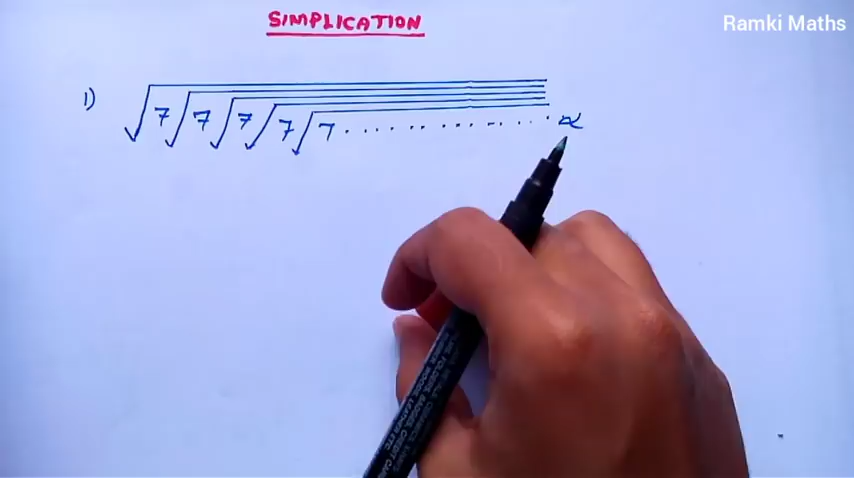 SIMPLICATION
Ramki Maths
1) √7√7√7√7√7 . . . . . . . . . . . . . ∝